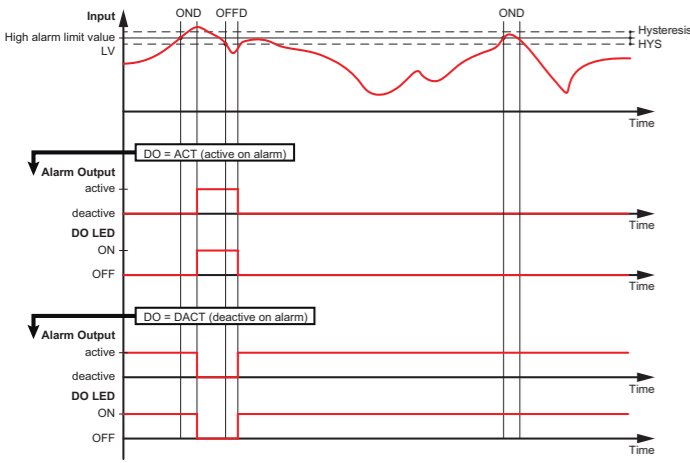 Input
OND OFFD
OND
High alarm limit value
LV
Hysteresis
HYS
Time
DO = ACT (active on alarm)
Alarm Output
active
deactive
Time
DO LED
ON
OFF
Time
DO = DACT (deactive on alarm)
Alarm Output
active
deactive
Time
DO LED
ON
OFF
Time